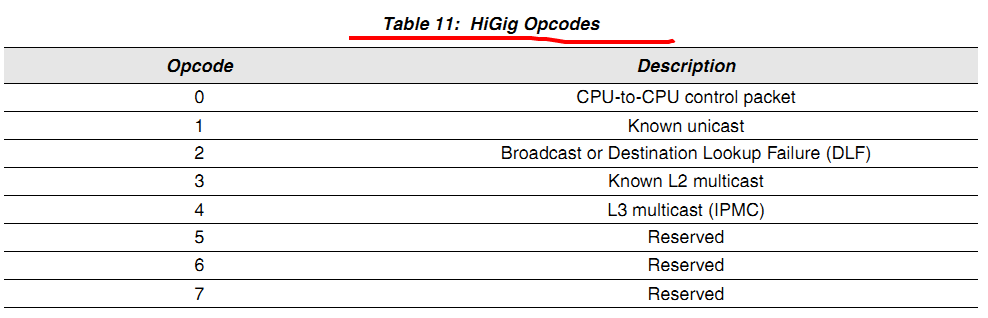 Table 11: HiGig Opcodes
Opcode Description
0 CPU-to-CPU control packet
1 Known unicast
2 Broadcast or Destination Lookup Failure (DLF)
3 Known L2 multicast
4 L3 multicast (IPMC)
5 Reserved
6 Reserved
7 Reserved